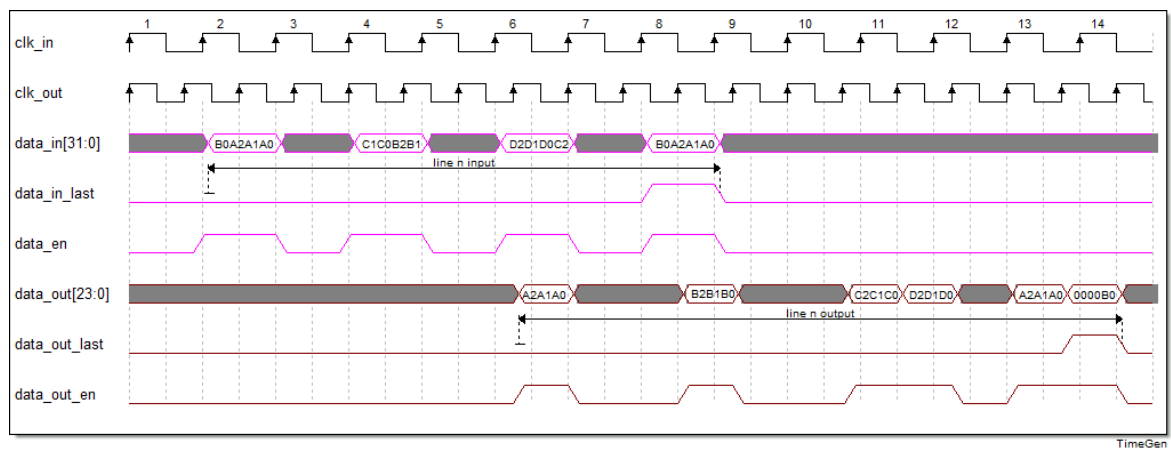 1 2 3 4 5 6 7 8 9 10 11 12 13 14
clk_in
clk_out
data_in[31:0] B0A2A1A0 C1C0B2B1 D2D1D0C2 B0A2A1A0
line n input
data_in_last
data_en
data_out[23:0] A2A1A0 B2B1B0 C2C1C0 D2D1D0 A2A1A0 0000B0
line n output
data_out_last
data_out_en
TimeGen